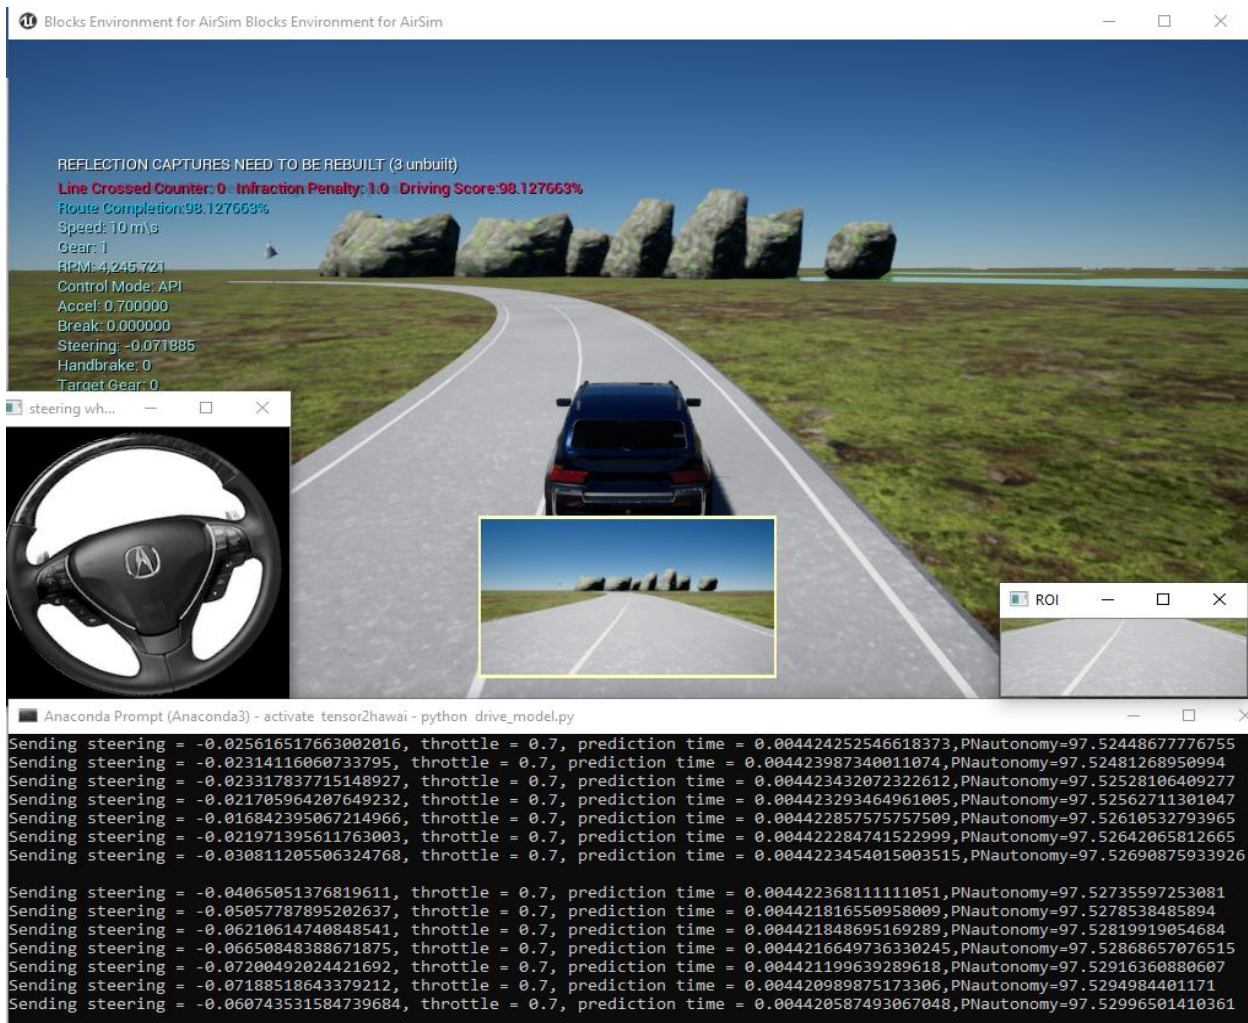 Blocks Environment for AirSim Blocks Environment for AirSim
REFLECTION CAPTURES NEED TO BE REBUILT (3 unbuilt)
Line Crossed Counter: 0 Infraction Penalty: 1.0 Driving Score:98.127663%
Route Completion:98.127663%
Speed: 10 m\s
Gear: 1
RPM: 4,245.721
Control Mode: API
Accel: 0.700000
Break: 0.000000
Steering: -0.071885
Handbrake: 0
Target Gear: 0
steering wh...
ROI
Anaconda Prompt (Anaconda3) - activate tensor2hawai - python drive_model.py
Sending steering = -0.025616517663002016, throttle = 0.7, prediction time = 0.004424252546618373,PNautonomy=97.52448677776755
Sending steering = -0.02314116060733795, throttle = 0.7, prediction time = 0.004423987340011074,PNautonomy=97.52481268950994
Sending steering = -0.023317837715148927, throttle = 0.7, prediction time = 0.004423432072322612,PNautonomy=97.52528106409277
Sending steering = -0.021705964207649232, throttle = 0.7, prediction time = 0.004423293464961005,PNautonomy=97.52562711301047
Sending steering = -0.016842395067214966, throttle = 0.7, prediction time = 0.004422857575757509,PNautonomy=97.52610532793965
Sending steering = -0.021971395611763003, throttle = 0.7, prediction time = 0.004422284741522999,PNautonomy=97.52642065812665
Sending steering = -0.030811205506324768, throttle = 0.7, prediction time = 0.0044223454015003515,PNautonomy=97.52690875933926
Sending steering = -0.04065051376819611, throttle = 0.7, prediction time = 0.004422368111111051,PNautonomy=97.52735597253081
Sending steering = -0.05057787895202637, throttle = 0.7, prediction time = 0.004421816550958009,PNautonomy=97.5278538485894
Sending steering = -0.06210614740848541, throttle = 0.7, prediction time = 0.004421848695169289,PNautonomy=97.52819919054684
Sending steering = -0.06650848388671875, throttle = 0.7, prediction time = 0.0044216649736330245,PNautonomy=97.52868657076515
Sending steering = -0.07200492024421692, throttle = 0.7, prediction time = 0.004421199639289618,PNautonomy=97.52916360880607
Sending steering = -0.07188518643379212, throttle = 0.7, prediction time = 0.004420989875173306,PNautonomy=97.5294984401171
Sending steering = -0.060743531584739684, throttle = 0.7, prediction time = 0.004420587493067048,PNautonomy=97.52996501410361